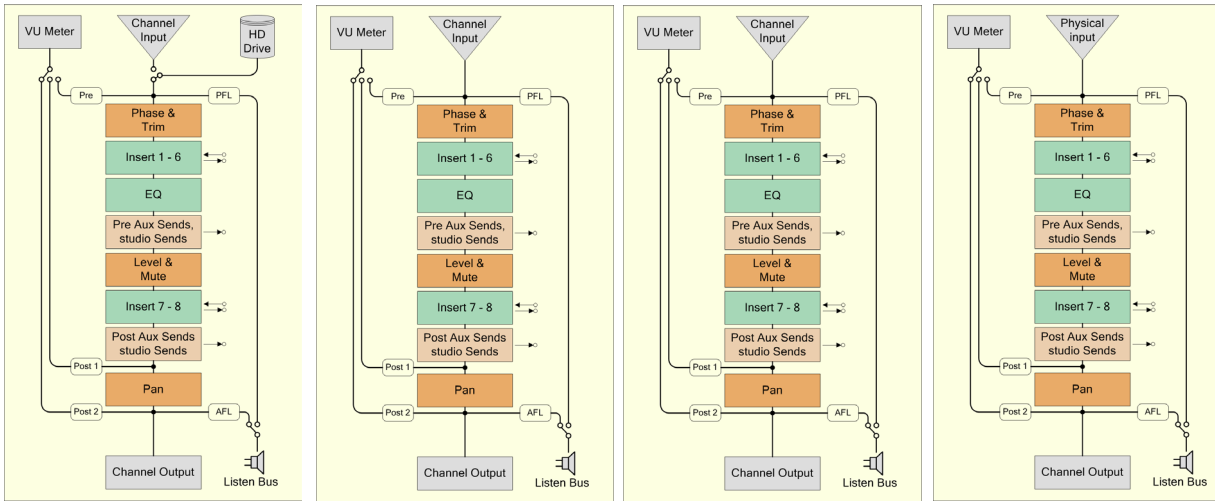 VU Meter
Channel
Input
HD
Drive
Pre
PFL
Phase &
Trim
Insert 1 - 6
EQ
Pre Aux Sends,
studio Sends
Level &
Mute
Insert 7 - 8
Post Aux Sends
studio Sends
Post 1
Pan
Post 2
AFL
Channel Output
Listen Bus
VU Meter
Channel
Input
Pre
PFL
Phase &
Trim
Insert 1 - 6
EQ
Pre Aux Sends,
studio Sends
Level &
Mute
Insert 7 - 8
Post Aux Sends
studio Sends
Post 1
Pan
Post 2
AFL
Channel Output
Listen Bus
VU Meter
Channel
Input
Pre
PFL
Phase &
Trim
Insert 1 - 6
EQ
Pre Aux Sends,
studio Sends
Level &
Mute
Insert 7 - 8
Post Aux Sends
studio Sends
Post 1
Pan
Post 2
AFL
Channel Output
Listen Bus
VU Meter
Physical
input
Pre
PFL
Phase &
Trim
Insert 1 - 6
EQ
Pre Aux Sends,
studio Sends
Level &
Mute
Insert 7 - 8
Post Aux Sends
studio Sends
Post 1
Pan
Post 2
AFL
Channel Output
Listen Bus